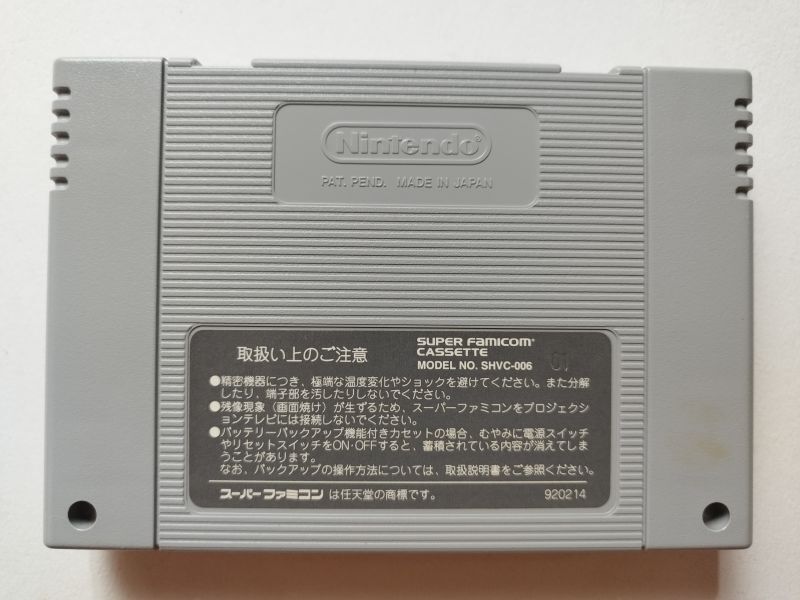 Nintendo®
PAT. PEND. MADE IN JAPAN
取扱い上のご注意
SUPER FAMICOM®
CASSETTE
MODEL NO. SHVC-006
01
●精密機器につき、極端な温度変化やショックを避けてください。また分解
したり、端子部を汚したりしないでください。
●残像現象（画面焼け）が生ずるため、スーパーファミコンをプロジェクシ
ョンテレビには接続しないでください。
●バッテリーバックアップ機能付きカセットの場合、むやみに電源スイッチ
やリセットスイッチをON·OFFすると、蓄積されている内容が消えてしま
うことがあります。
なお、バックアップの操作方法については、取扱説明書をご参照ください。
スーパーファミコンは任天堂の商標です。
920214